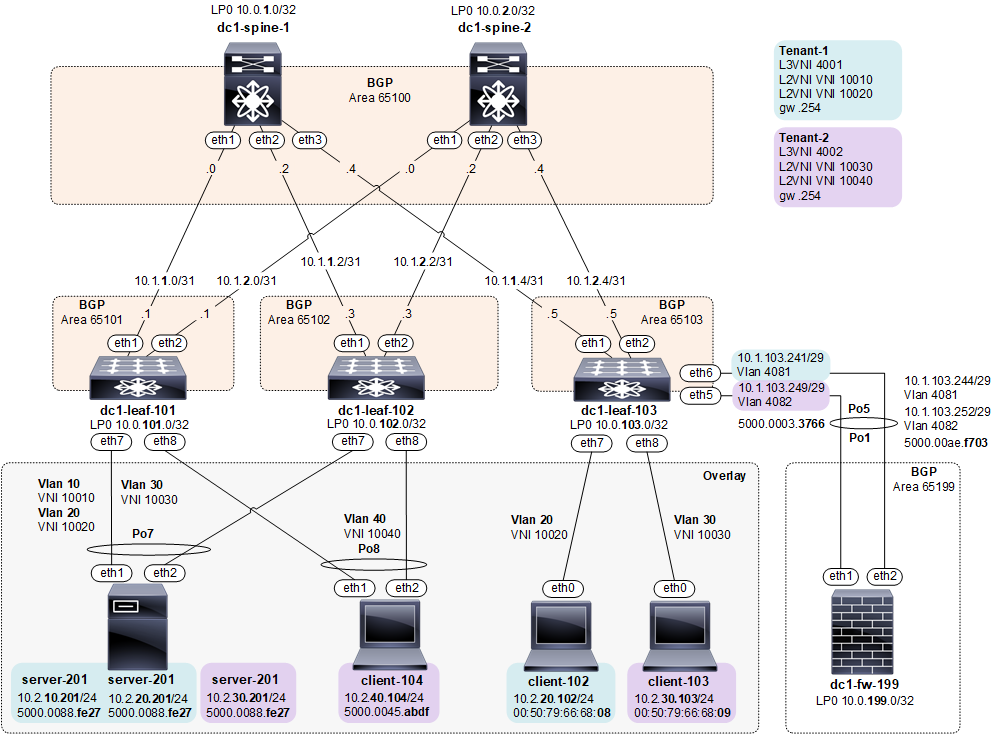 LP0 10.0.1.0/32
dc1-spine-1
LP0 10.0.2.0/32
dc1-spine-2
Tenant-1
L3VNI 4001
L2VNI VNI 10010
L2VNI VNI 10020
gw .254
Tenant-2
L3VNI 4002
L2VNI VNI 10030
L2VNI VNI 10040
gw .254
BGP
Area 65100
eth1
eth2
eth3
eth1
eth2
eth3
.0
.2
.4
.0
.2
.4
10.1.1.0/31
10.1.2.0/31
10.1.1.2/31
10.1.2.2/31
10.1.1.4/31
10.1.2.4/31
BGP
Area 65101
.1
.1
eth1
eth2
BGP
Area 65102
.3
.3
eth1
eth2
BGP
Area 65103
.5
.5
eth1
eth2
dc1-leaf-101
LP0 10.0.101.0/32
eth7
eth8
dc1-leaf-102
LP0 10.0.102.0/32
eth7
eth8
dc1-leaf-103
LP0 10.0.103.0/32
eth7
eth8
eth6
eth5
10.1.103.241/29
Vlan 4081
10.1.103.249/29
Vlan 4082
5000.0003.3766
Po5
Po1
10.1.103.244/29
Vlan 4081
10.1.103.252/29
Vlan 4082
5000.00ae.f703
Overlay
Vlan 10
VNI 10010
Vlan 20
VNI 10020
Vlan 30
VNI 10030
Po7
Vlan 40
VNI 10040
Po8
Vlan 20
VNI 10020
Vlan 30
VNI 10030
BGP
Area 65199
eth1
eth2
eth1
eth2
eth0
eth0
eth1
eth2
server-201
10.2.10.201/24
5000.0088.fe27
server-201
10.2.20.201/24
5000.0088.fe27
server-201
10.2.30.201/24
5000.0088.fe27
client-104
10.2.40.104/24
5000.0045.abdf
client-102
10.2.20.102/24
00:50:79:66:68:08
client-103
10.2.30.103/24
00:50:79:66:68:09
dc1-fw-199
LP0 10.0.199.0/32